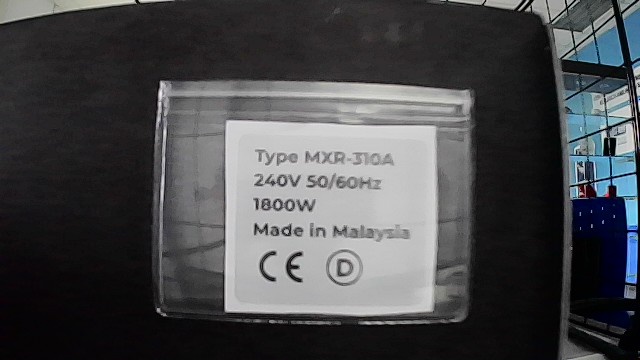 Type MXR-310A
240V 50/60Hz
1800W
Made in Malaysia
CE D